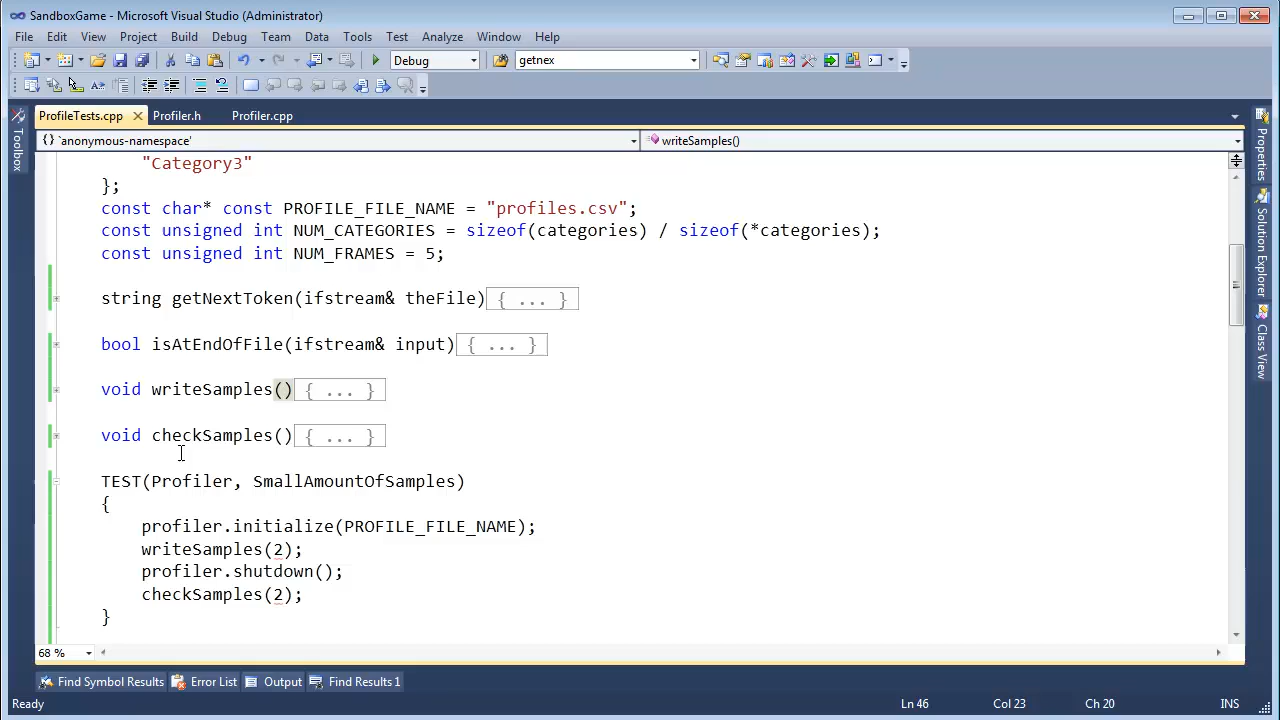 SandboxGame - Microsoft Visual Studio (Administrator)
File Edit View Project Build Debug Team Data Tools Test Analyze Window Help
Debug getnex
ProfileTests.cpp Profiler.h Profiler.cpp
{} `anonymous-namespace' writeSamples()
Toolbox
Properties
Solution Explorer
Class View
"Category3"
};
const char* const PROFILE_FILE_NAME = "profiles.csv";
const unsigned int NUM_CATEGORIES = sizeof(categories) / sizeof(*categories);
const unsigned int NUM_FRAMES = 5;
string getNextToken(ifstream& theFile){ ... }
bool isAtEndOfFile(ifstream& input){ ... }
void writeSamples(){ ... }
void checkSamples(){ ... }
TEST(Profiler, SmallAmountOfSamples)
{
profiler.initialize(PROFILE_FILE_NAME);
writeSamples(2);
profiler.shutdown();
checkSamples(2);
}
68 %
Find Symbol Results Error List Output Find Results 1
Ready Ln 46 Col 23 Ch 20 INS